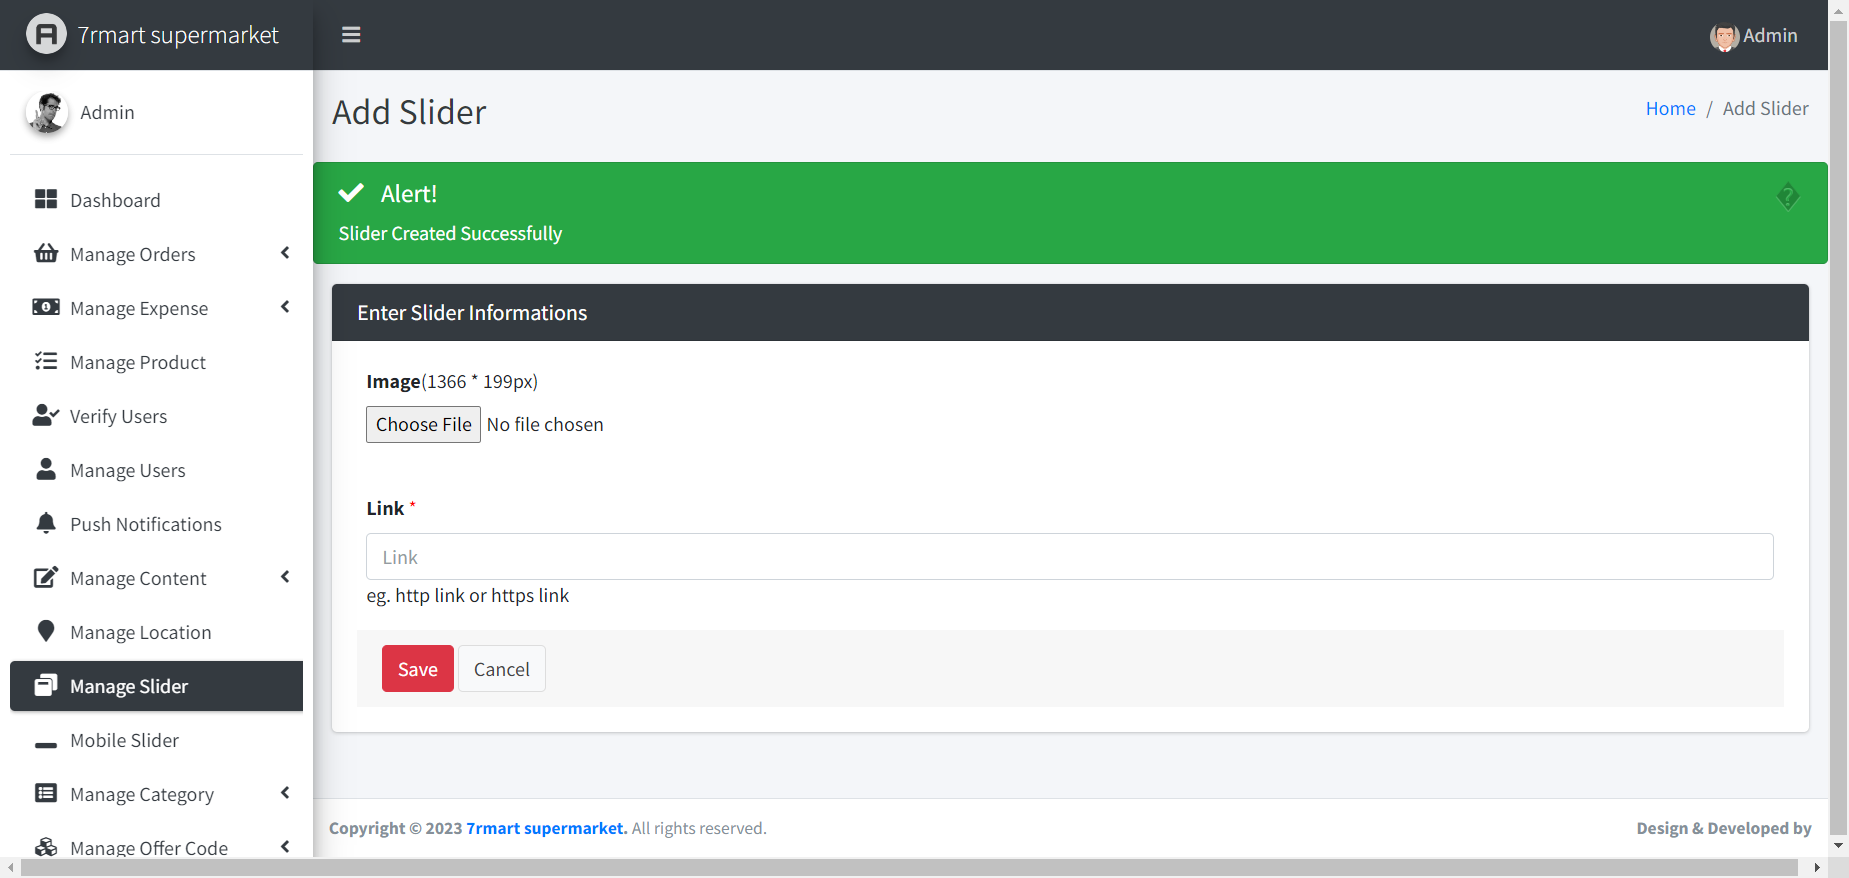 7rmart supermarket
Admin
Admin
Add Slider
Home / Add Slider
Alert!
Slider Created Successfully
Dashboard
Manage Orders
Manage Expense
Manage Product
Verify Users
Manage Users
Push Notifications
Manage Content
Manage Location
Manage Slider
Mobile Slider
Manage Category
Manage Offer Code
Enter Slider Informations
Image(1366 * 199px)
Choose File No file chosen
Link *
Link
eg. http link or https link
Save Cancel
Copyright © 2023 7rmart supermarket. All rights reserved.
Design & Developed by